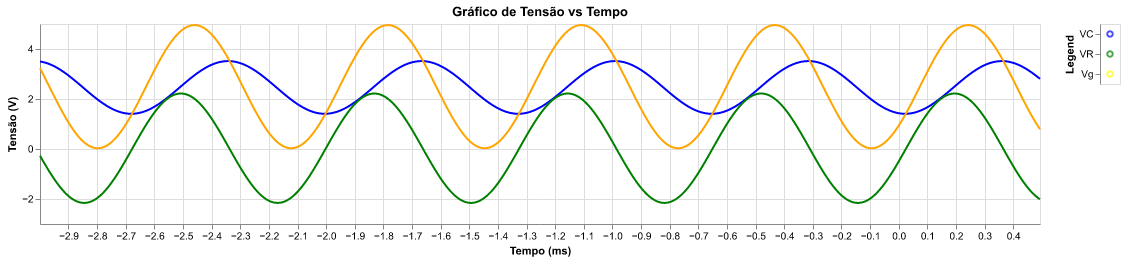 Gráfico de Tensão vs Tempo
Tensão (V)
4
2
0
−2
−2.9 −2.8 −2.7 −2.6 −2.5 −2.4 −2.3 −2.2 −2.1 −2.0 −1.9 −1.8 −1.7 −1.6 −1.5 −1.4 −1.3 −1.2 −1.1 −1.0 −0.9 −0.8 −0.7 −0.6 −0.5 −0.4 −0.3 −0.2 −0.1 0.0 0.1 0.2 0.3 0.4
Tempo (ms)
Legend
VC
VR
Vg